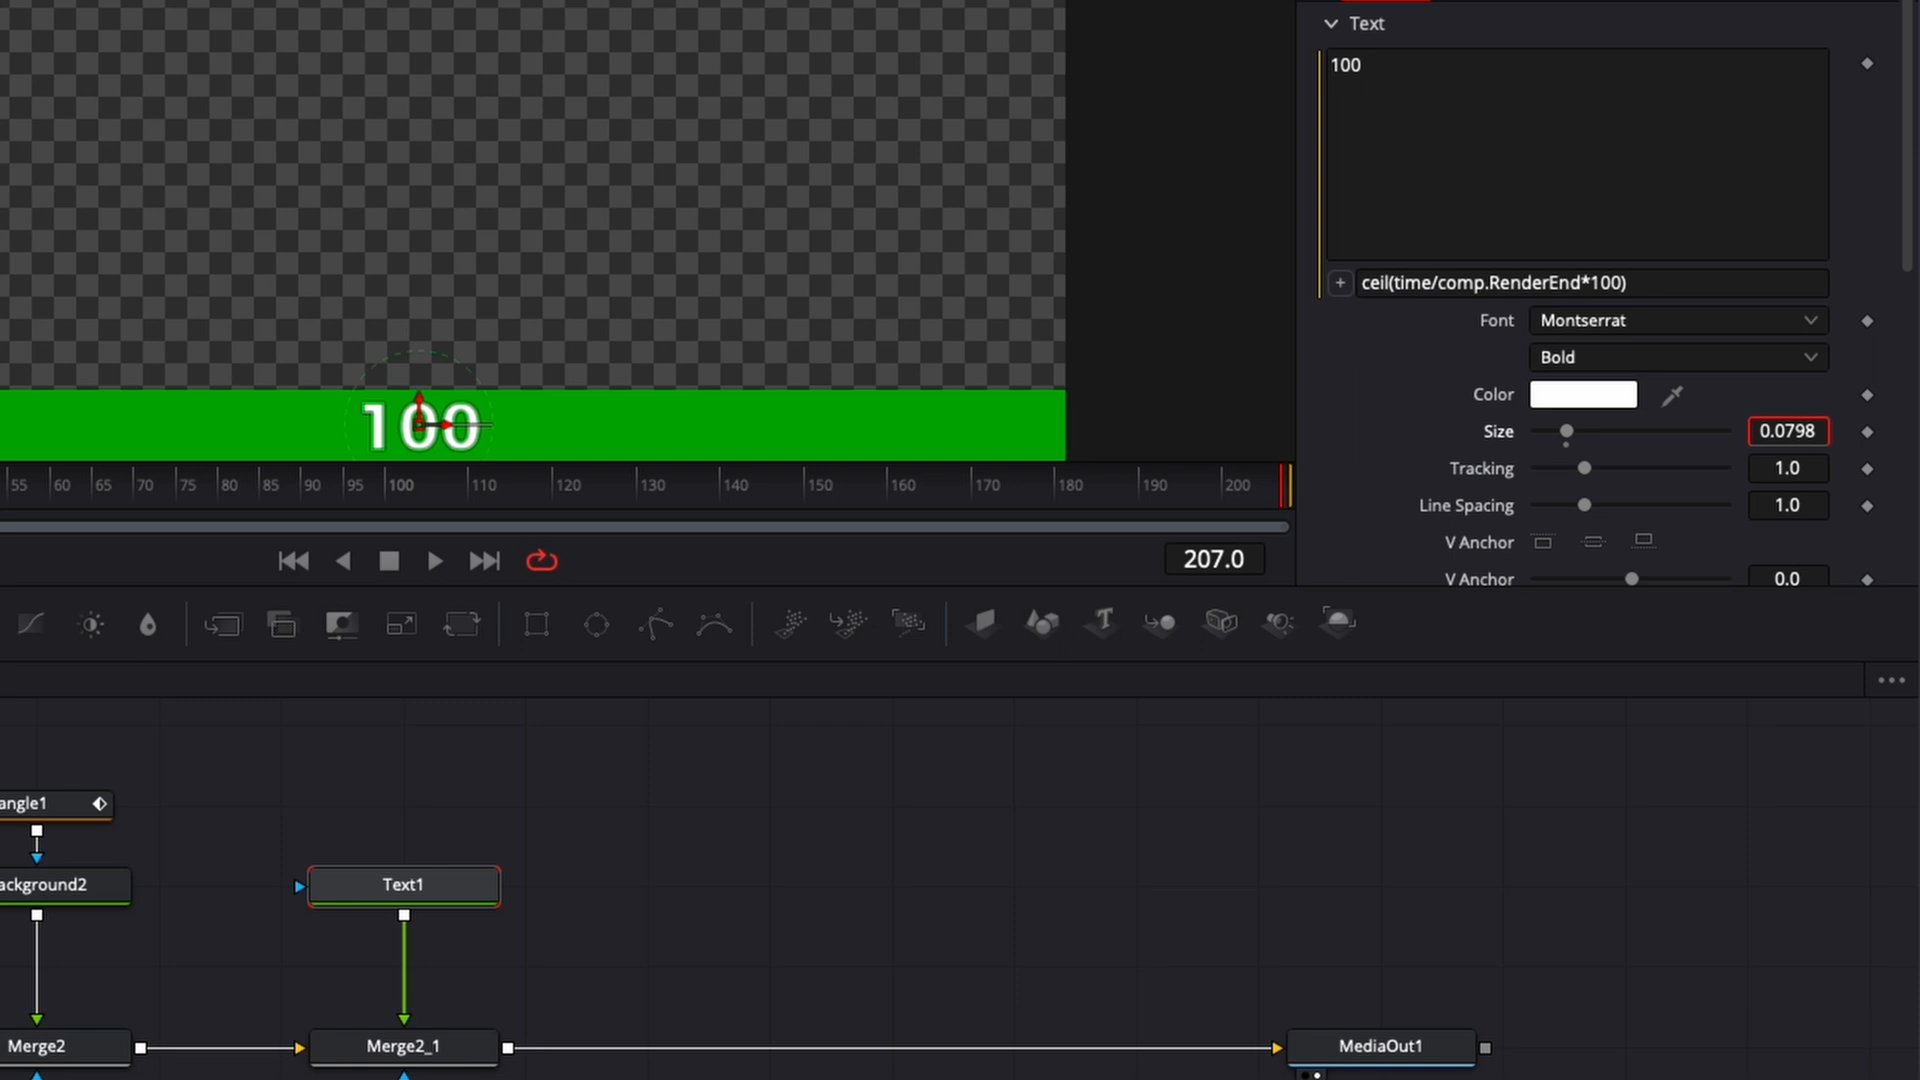 Text
100
ceil(time/comp.RenderEnd*100)
Font Montserrat
Bold
Color
100
Size 0.0798
Tracking 1.0
55 60 65 70 75 80 85 90 95 100 110 120 130 140 150 160 170 180 190 200
Line Spacing 1.0
V Anchor
207.0
V Anchor 0.0
angle1
ackground2
Text1
Merge2
Merge2_1
MediaOut1